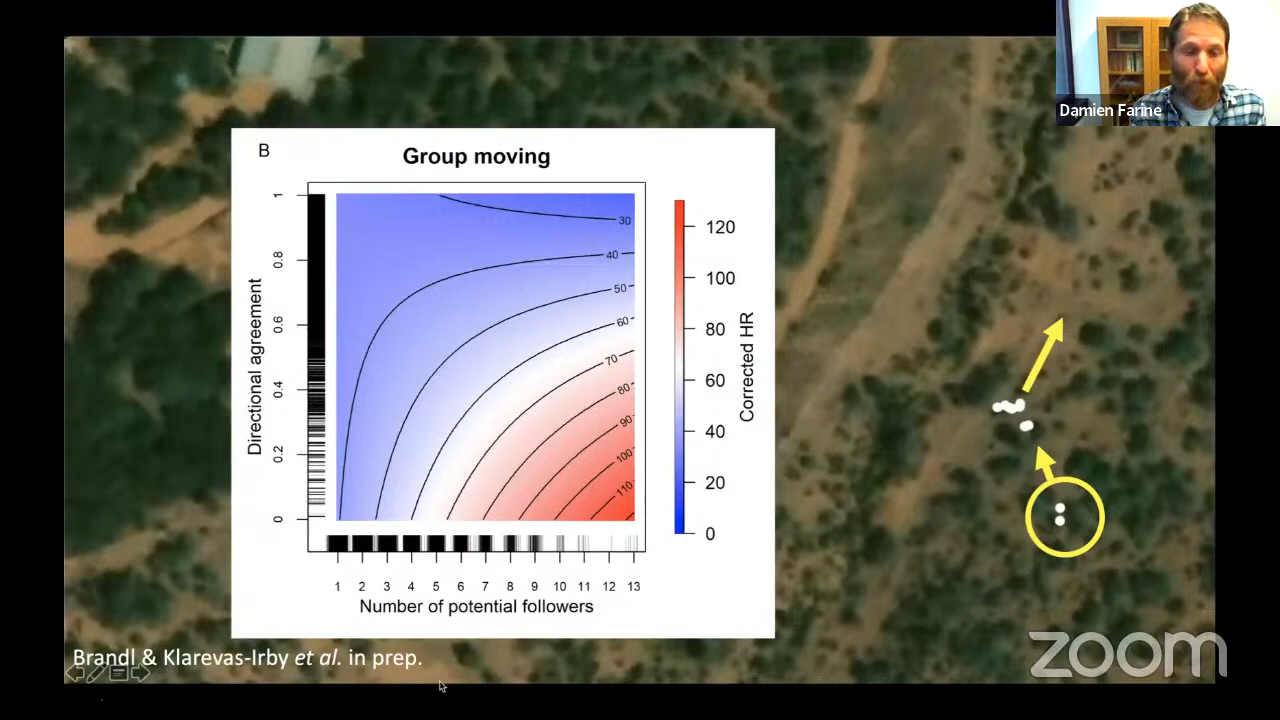 Damien Farine
B
Group moving
Directional agreement
0
0.2
0.4
0.6
0.8
1
30
40
50
60
70
80
90
100
110
1 2 3 4 5 6 7 8 9 10 11 12 13
Number of potential followers
120
100
80
60
40
20
0
Corrected HR
Brandl & Klarevas-Irby et al. in prep.
zoom